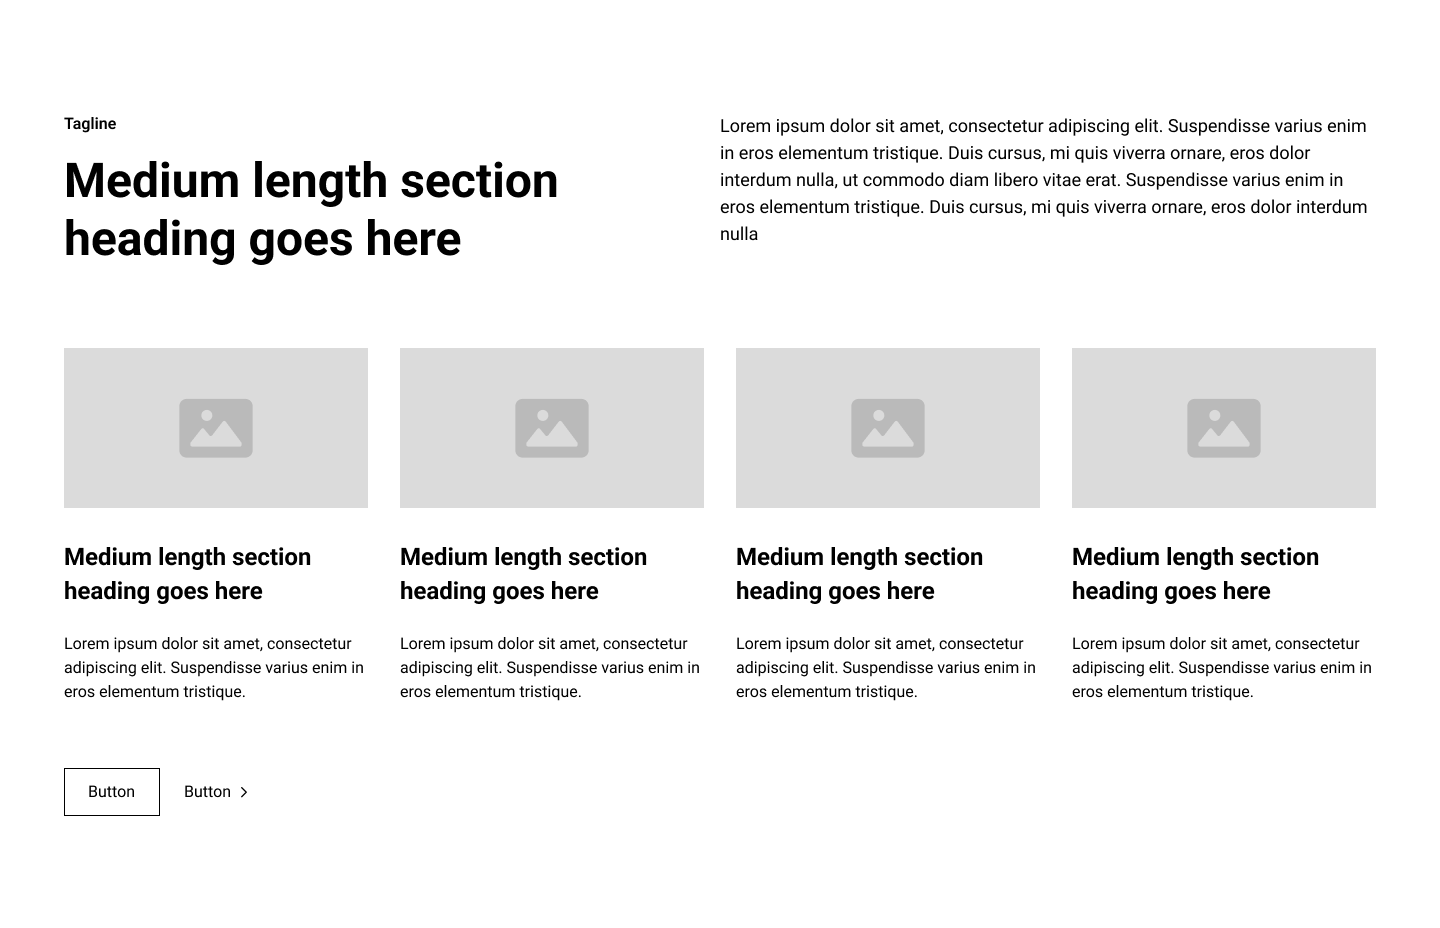 Tagline
Medium length section
heading goes here
Lorem ipsum dolor sit amet, consectetur adipiscing elit. Suspendisse varius enim
in eros elementum tristique. Duis cursus, mi quis viverra ornare, eros dolor
interdum nulla, ut commodo diam libero vitae erat. Suspendisse varius enim in
eros elementum tristique. Duis cursus, mi quis viverra ornare, eros dolor interdum
nulla
Medium length section
heading goes here
Lorem ipsum dolor sit amet, consectetur
adipiscing elit. Suspendisse varius enim in
eros elementum tristique.
Medium length section
heading goes here
Lorem ipsum dolor sit amet, consectetur
adipiscing elit. Suspendisse varius enim in
eros elementum tristique.
Medium length section
heading goes here
Lorem ipsum dolor sit amet, consectetur
adipiscing elit. Suspendisse varius enim in
eros elementum tristique.
Medium length section
heading goes here
Lorem ipsum dolor sit amet, consectetur
adipiscing elit. Suspendisse varius enim in
eros elementum tristique.
Button
Button